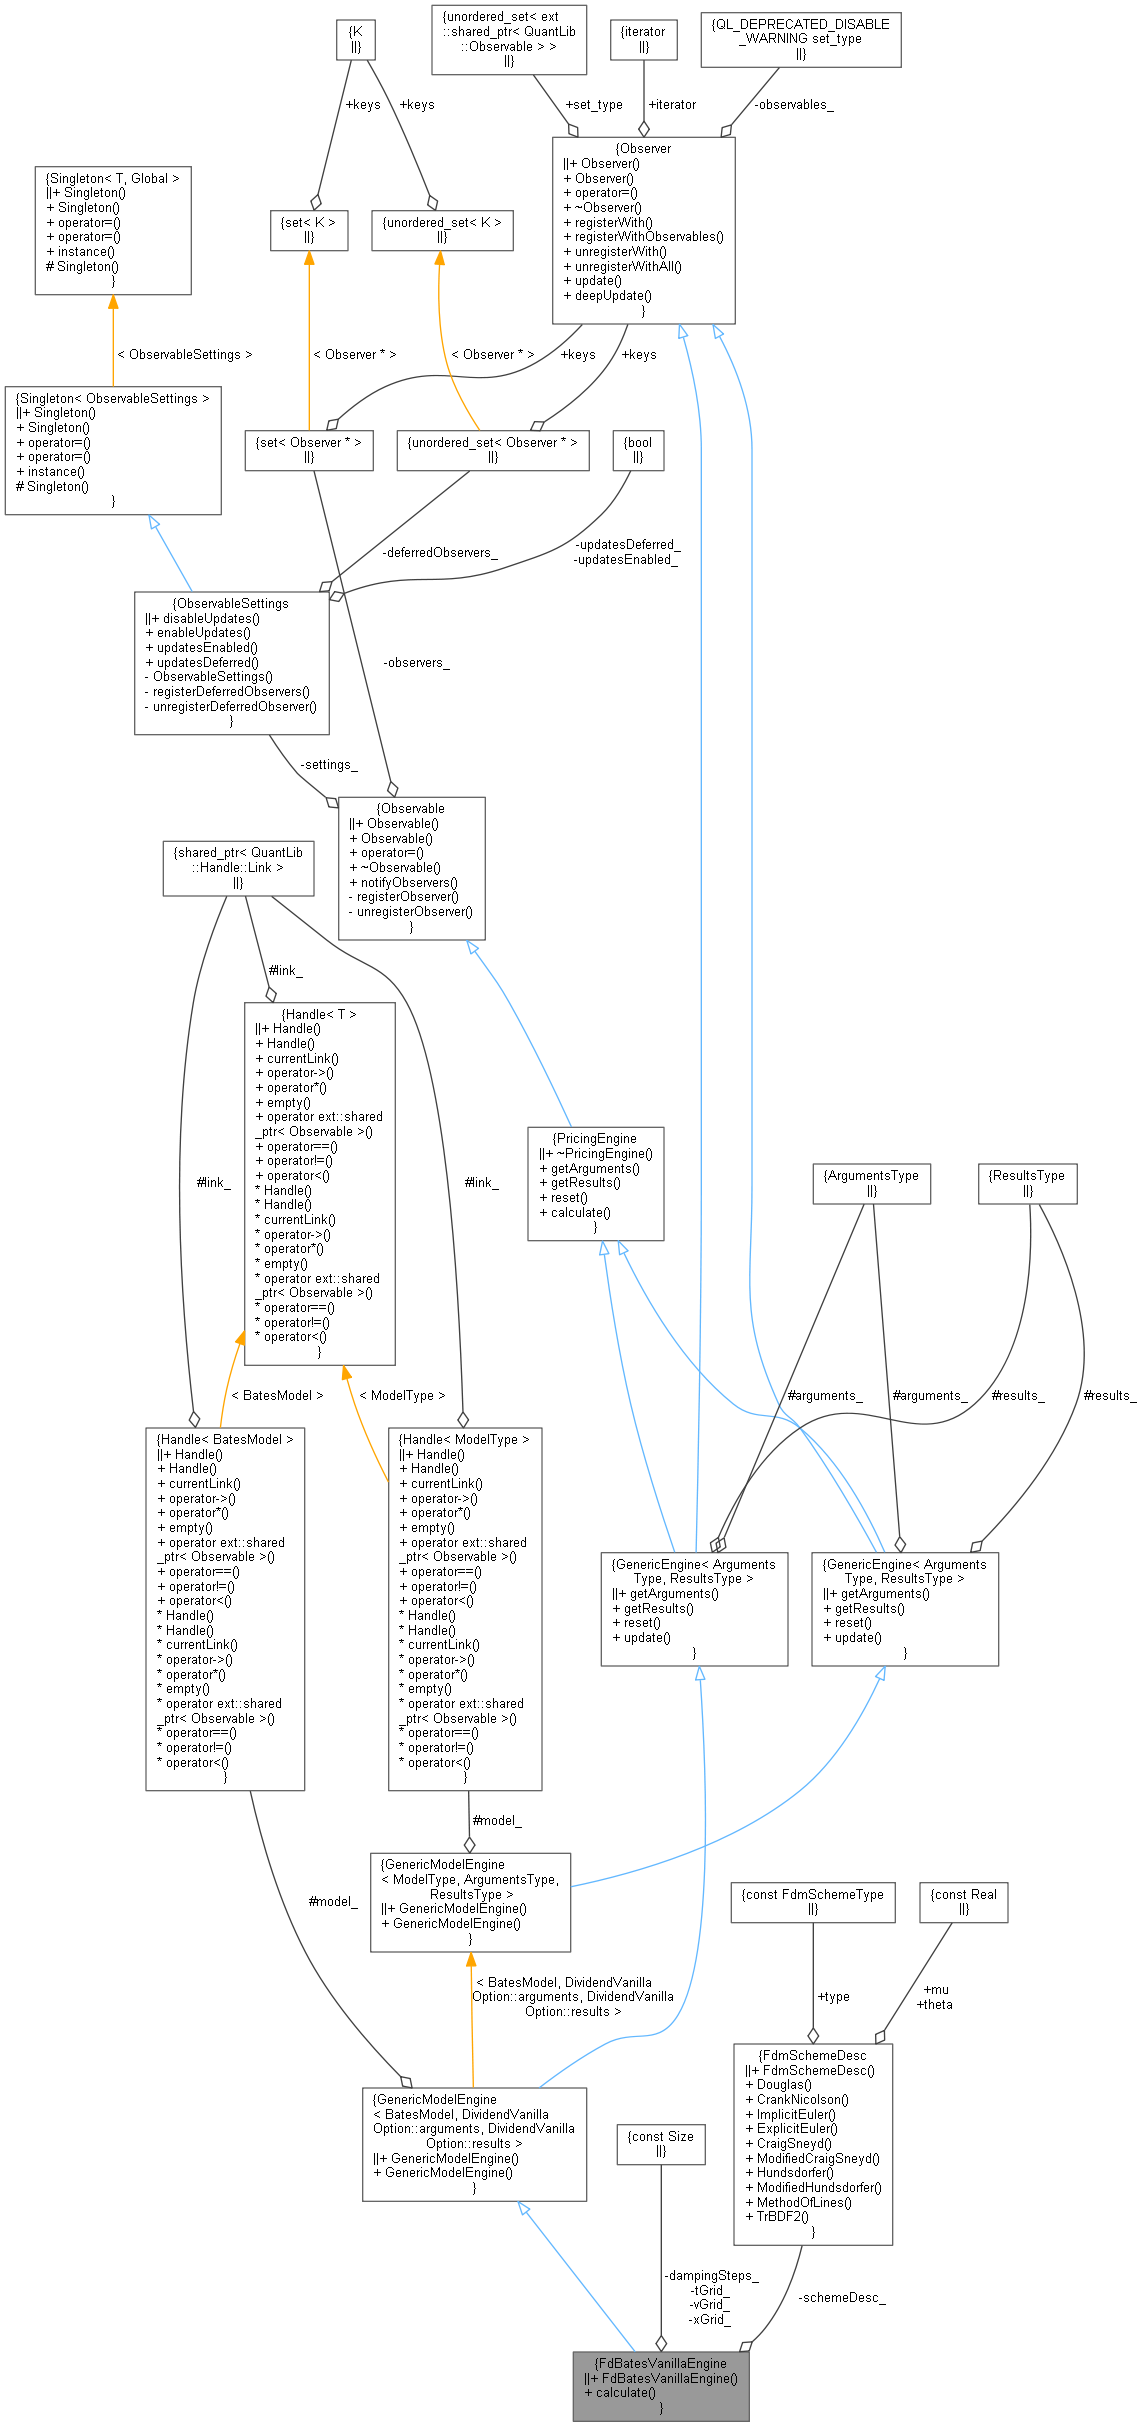 {K
||}
{unordered_set< ext
::shared_ptr< QuantLib
::Observable > >
||}
{iterator
||}
{QL_DEPRECATED_DISABLE
_WARNING set_type
||}
+keys
+keys
+set_type
+iterator
-observables_
{Observer
||+ Observer()
+ Observer()
+ operator=()
+ ~Observer()
+ registerWith()
+ registerWithObservables()
+ unregisterWith()
+ unregisterWithAll()
+ update()
+ deepUpdate()
}
{Singleton< T, Global >
||+ Singleton()
+ Singleton()
+ operator=()
+ operator=()
+ instance()
# Singleton()
}
{set< K >
||}
{unordered_set< K >
||}
< ObservableSettings >
< Observer * >
< Observer * >
+keys
+keys
{Singleton< ObservableSettings >
||+ Singleton()
+ Singleton()
+ operator=()
+ operator=()
+ instance()
# Singleton()
}
{set< Observer * >
||}
{unordered_set< Observer * >
||}
{bool
||}
-deferredObservers_
-updatesDeferred_
-updatesEnabled_
{ObservableSettings
||+ disableUpdates()
+ enableUpdates()
+ updatesEnabled()
+ updatesDeferred()
- ObservableSettings()
- registerDeferredObservers()
- unregisterDeferredObserver()
}
-observers_
-settings_
{Observable
||+ Observable()
+ Observable()
+ operator=()
+ ~Observable()
+ notifyObservers()
- registerObserver()
- unregisterObserver()
}
{shared_ptr< QuantLib
::Handle::Link >
||}
#link_
{Handle< T >
||+ Handle()
+ Handle()
+ currentLink()
+ operator->()
+ operator*()
+ empty()
+ operator ext::shared
_ptr< Observable >()
+ operator==()
+ operator!=()
+ operator<()
* Handle()
* Handle()
* currentLink()
* operator->()
* operator*()
* empty()
* operator ext::shared
_ptr< Observable >()
* operator==()
* operator!=()
* operator<()
}
#link_
#link_
{PricingEngine
||+ ~PricingEngine()
+ getArguments()
+ getResults()
+ reset()
+ calculate()
}
{ArgumentsType
||}
{ResultsType
||}
< BatesModel >
< ModelType >
#arguments_
#arguments_
#results_
#results_
{Handle< BatesModel >
||+ Handle()
+ Handle()
+ currentLink()
+ operator->()
+ operator*()
+ empty()
+ operator ext::shared
_ptr< Observable >()
+ operator==()
+ operator!=()
+ operator<()
* Handle()
* Handle()
* currentLink()
* operator->()
* operator*()
* empty()
* operator ext::shared
_ptr< Observable >()
* operator==()
* operator!=()
* operator<()
}
{Handle< ModelType >
||+ Handle()
+ Handle()
+ currentLink()
+ operator->()
+ operator*()
+ empty()
+ operator ext::shared
_ptr< Observable >()
+ operator==()
+ operator!=()
+ operator<()
* Handle()
* Handle()
* currentLink()
* operator->()
* operator*()
* empty()
* operator ext::shared
_ptr< Observable >()
* operator==()
* operator!=()
* operator<()
}
{GenericEngine< Arguments
Type, ResultsType >
||+ getArguments()
+ getResults()
+ reset()
+ update()
}
{GenericEngine< Arguments
Type, ResultsType >
||+ getArguments()
+ getResults()
+ reset()
+ update()
}
#model_
#model_
{GenericModelEngine
< ModelType, ArgumentsType,
ResultsType >
||+ GenericModelEngine()
+ GenericModelEngine()
}
{const FdmSchemeType
||}
{const Real
||}
< BatesModel, DividendVanilla
Option::arguments, DividendVanilla
Option::results >
+type
+mu
+theta
{GenericModelEngine
< BatesModel, DividendVanilla
Option::arguments, DividendVanilla
Option::results >
||+ GenericModelEngine()
+ GenericModelEngine()
}
{const Size
||}
{FdmSchemeDesc
||+ FdmSchemeDesc()
+ Douglas()
+ CrankNicolson()
+ ImplicitEuler()
+ ExplicitEuler()
+ CraigSneyd()
+ ModifiedCraigSneyd()
+ Hundsdorfer()
+ ModifiedHundsdorfer()
+ MethodOfLines()
+ TrBDF2()
}
-dampingSteps_
-tGrid_
-vGrid_
-xGrid_
-schemeDesc_
{FdBatesVanillaEngine
||+ FdBatesVanillaEngine()
+ calculate()
}